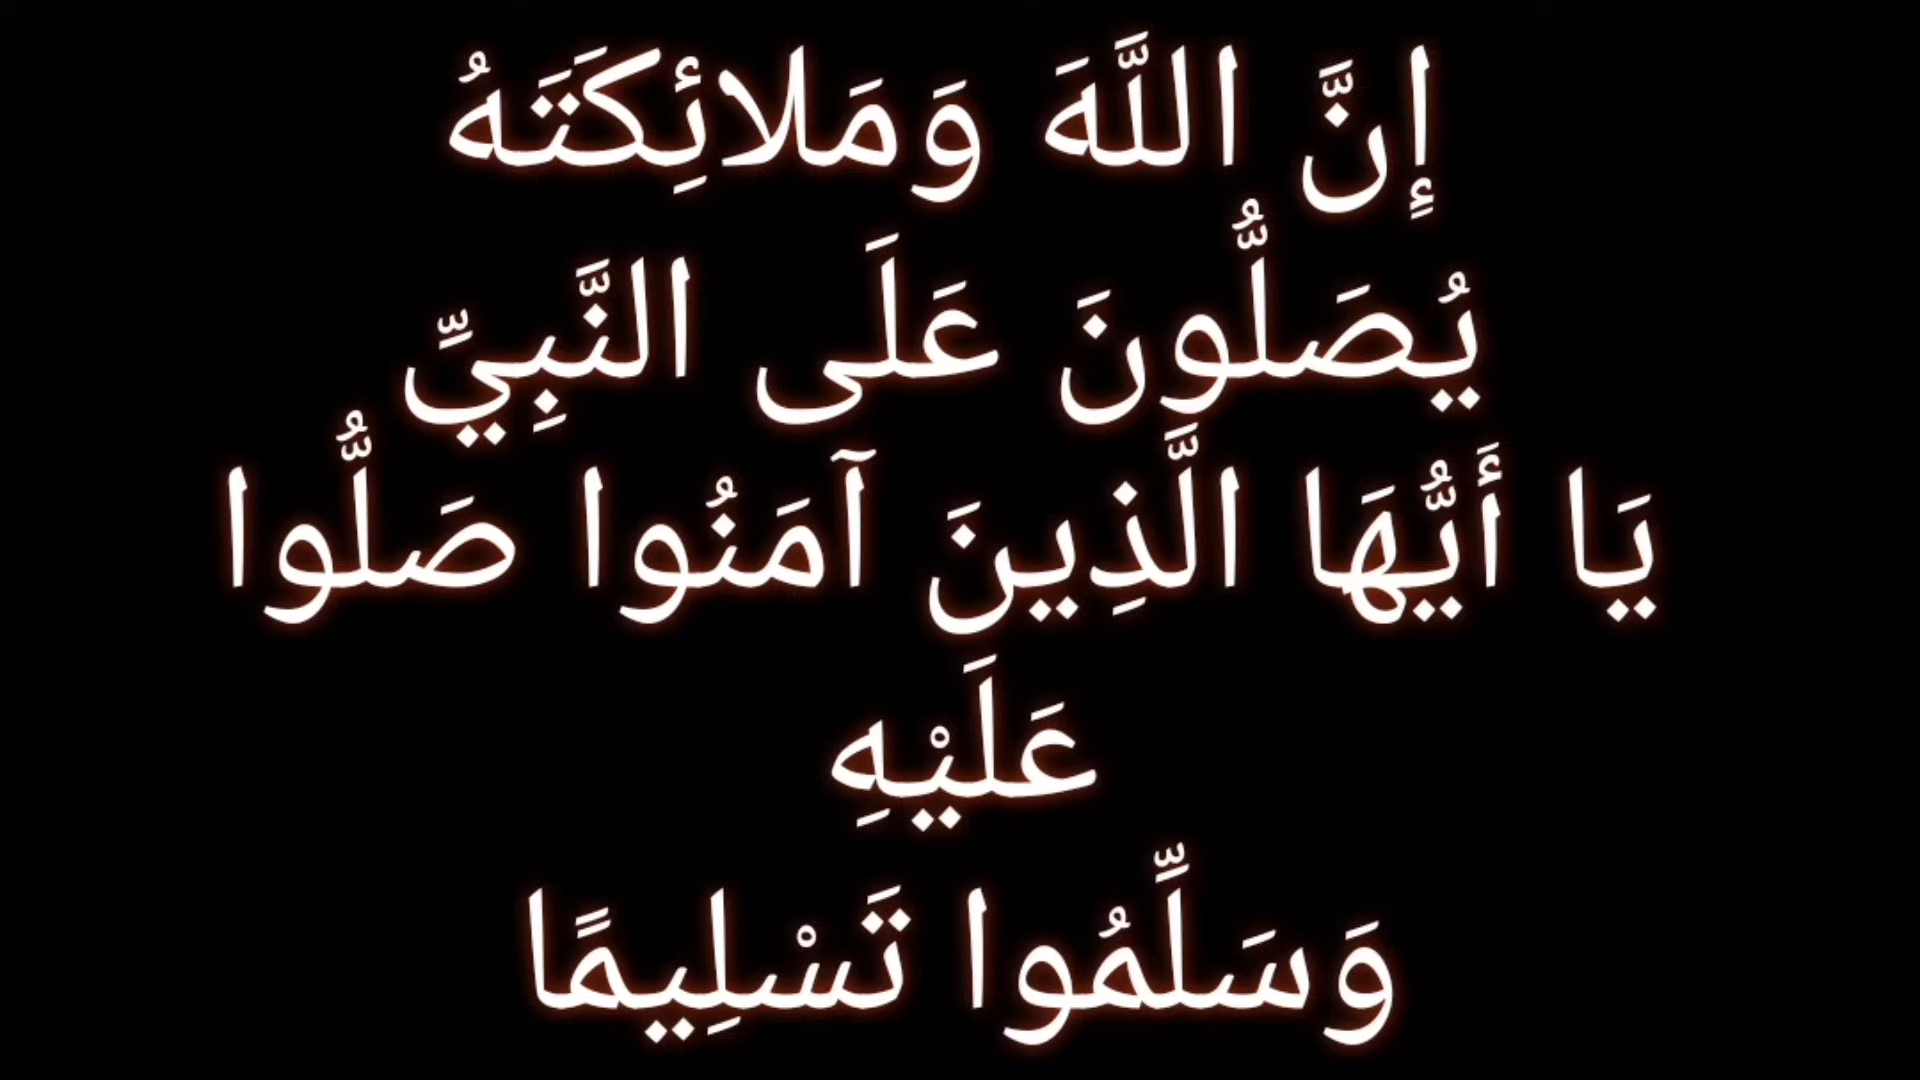 إِنَّ اللَّهَ وَمَلائِكَتَهُ
يُصَلُّونَ عَلَى النَّبِيِّ
يَا أَيُّهَا الَّذِينَ آمَنُوا صَلُّوا
عَلَيْهِ
وَسَلِّمُوا تَسْلِيمًا